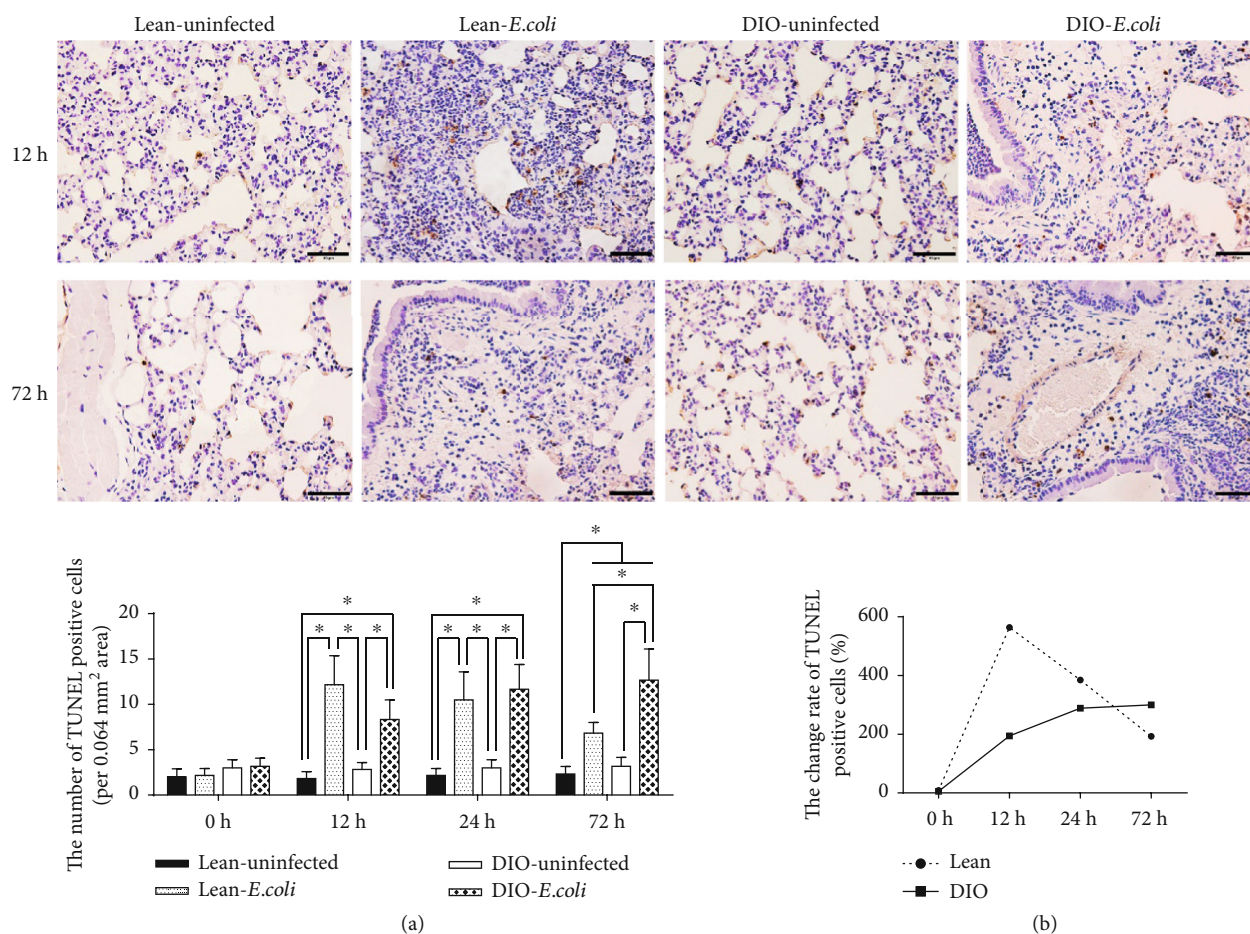 Lean-uninfected
Lean-E.coli
DIO-uninfected
DIO-E.coli
12 h
72 h
The number of TUNEL positive cells
(per 0.064 mm² area)
20
15
10
5
0
* * * *
* * * *
* * *
0 h
12 h
24 h
72 h
Lean-uninfected
Lean-E.coli
DIO-uninfected
DIO-E.coli
(a)
The change rate of TUNEL
positive cells (%)
600
400
200
0
0 h
12 h
24 h
72 h
Lean
DIO
(b)